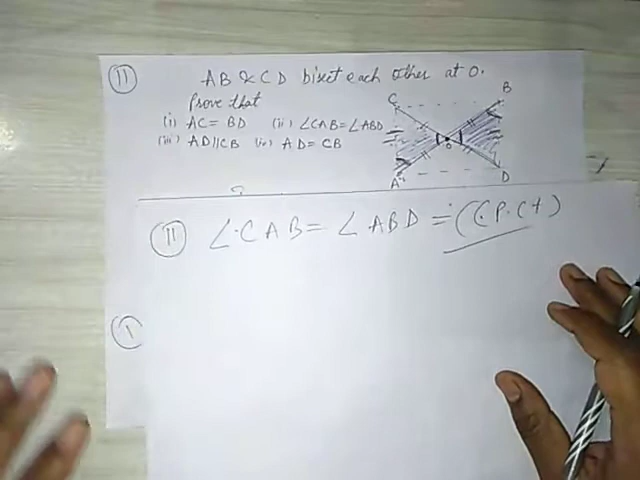 11 AB & CD bisect each other at O.
Prove that
(i) AC = BD (ii) ∠CAB = ∠ABD
(iii) AD||CB (iv) AD = CB
C B
O
A D
11 ∠CAB = ∠ABD = (C.P.Ct)
1